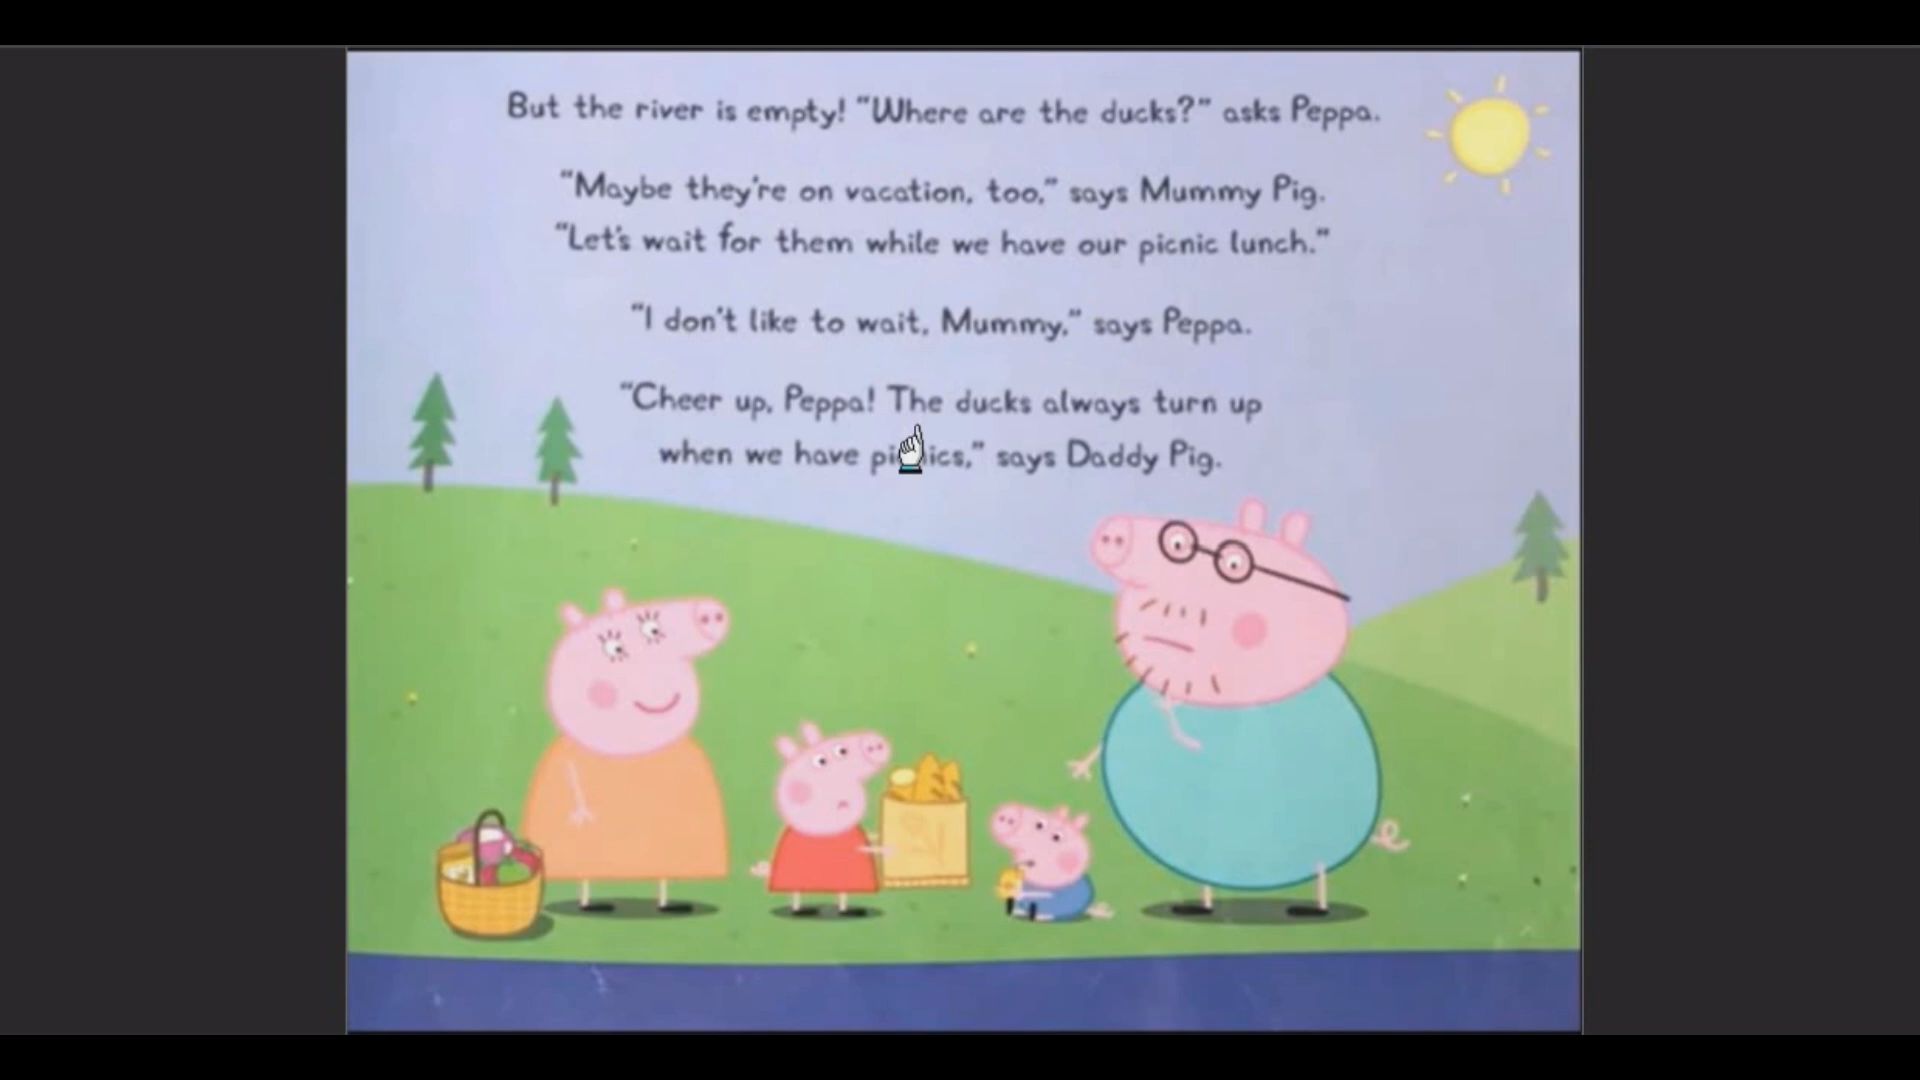 But the river is empty! “Where are the ducks?” asks Peppa.
“Maybe they're on vacation, too,” says Mummy Pig.
“Let's wait for them while we have our picnic lunch.”
“I don't like to wait, Mummy,” says Peppa.
“Cheer up, Peppa! The ducks always turn up
when we have picnics,” says Daddy Pig.